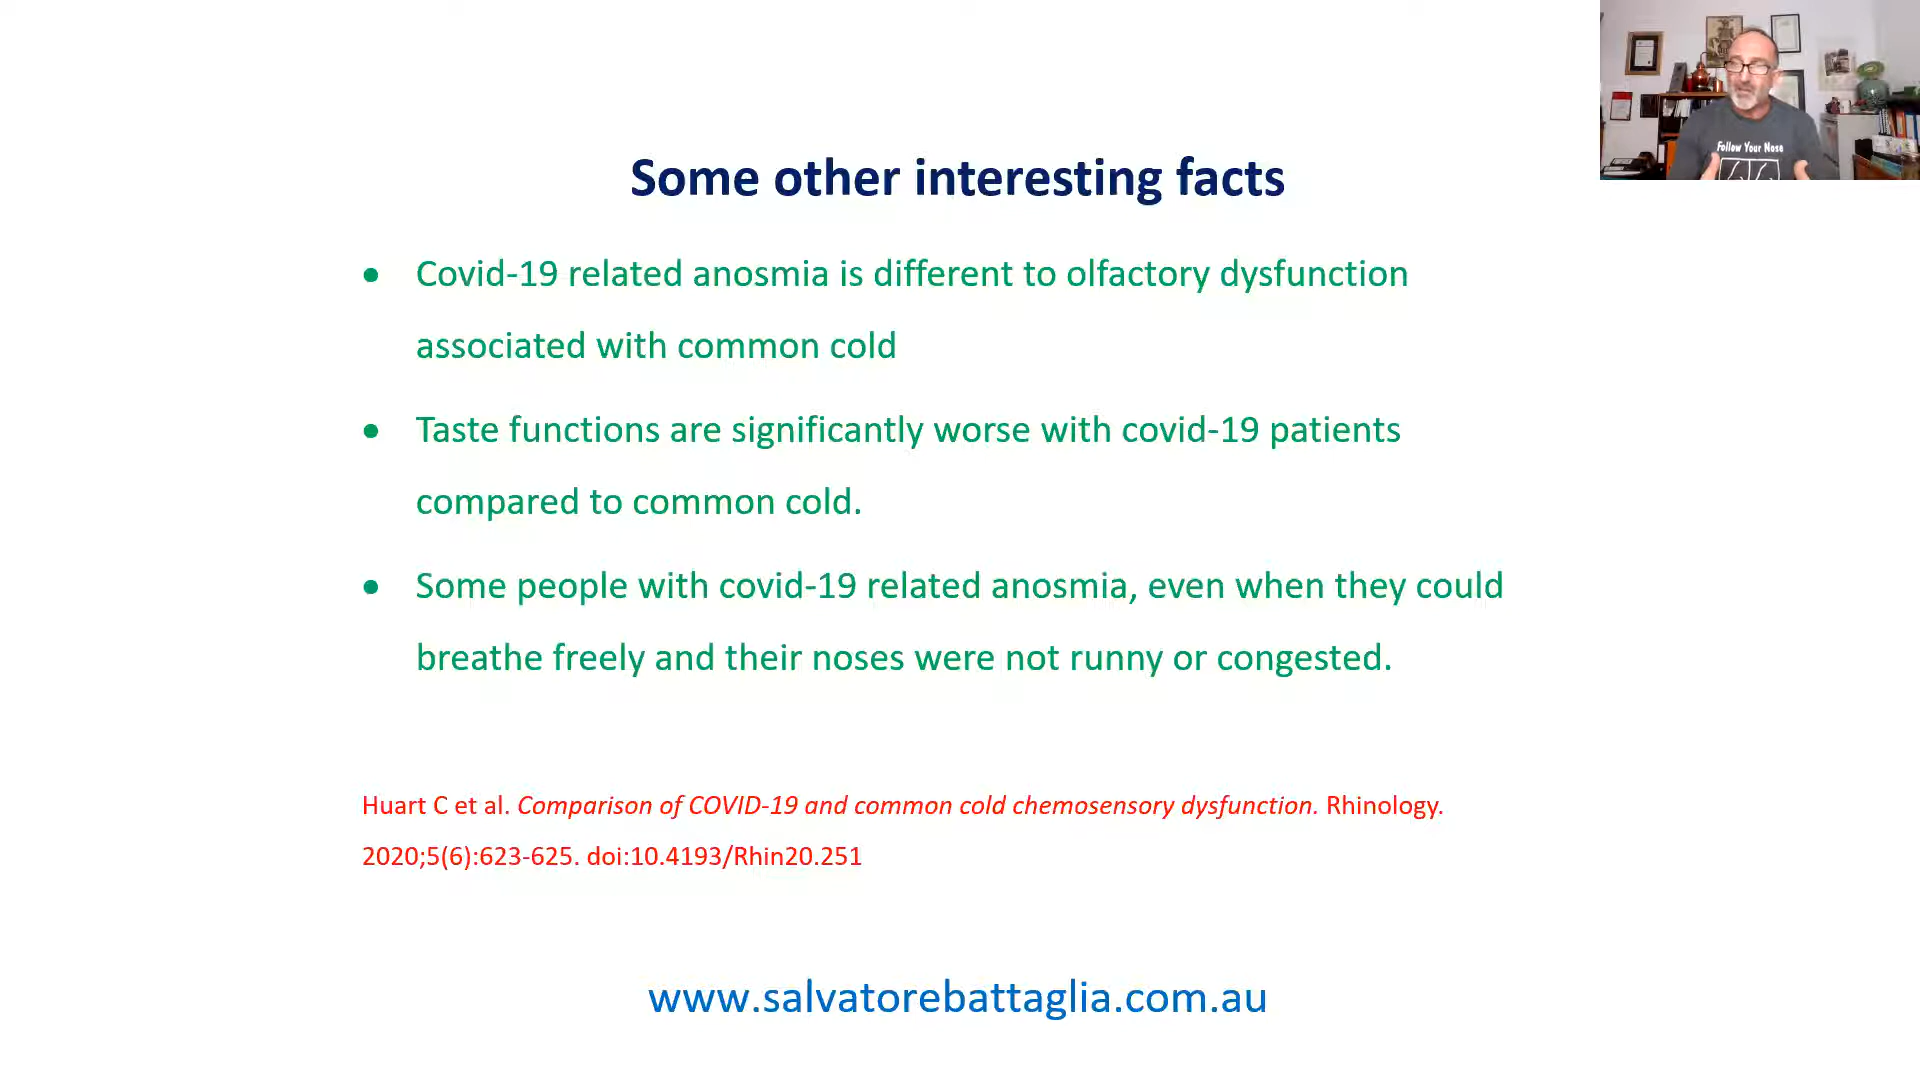 Some other interesting facts
• Covid-19 related anosmia is different to olfactory dysfunction
associated with common cold
• Taste functions are significantly worse with covid-19 patients
compared to common cold.
• Some people with covid-19 related anosmia, even when they could
breathe freely and their noses were not runny or congested.
Huart C et al. Comparison of COVID-19 and common cold chemosensory dysfunction. Rhinology.
2020;5(6):623-625. doi:10.4193/Rhin20.251
www.salvatorebattaglia.com.au
Follow Your Nose